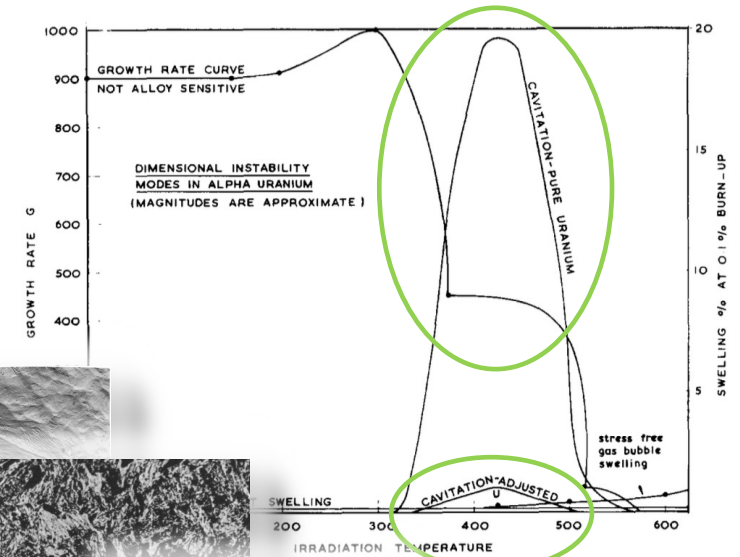 1000
900
800
700
600
500
400
GROWTH RATE G
GROWTH RATE CURVE
NOT ALLOY SENSITIVE
DIMENSIONAL INSTABILITY
MODES IN ALPHA URANIUM
(MAGNITUDES ARE APPROXIMATE)
CAVITATION-PURE URANIUM
20
15
10
5
SWELLING % AT 0.1% BURN-UP
stress free
gas bubble
swelling
CAVITATION-ADJUSTED
U
SWELLING
200
300
400
500
600
IRRADIATION TEMPERATURE